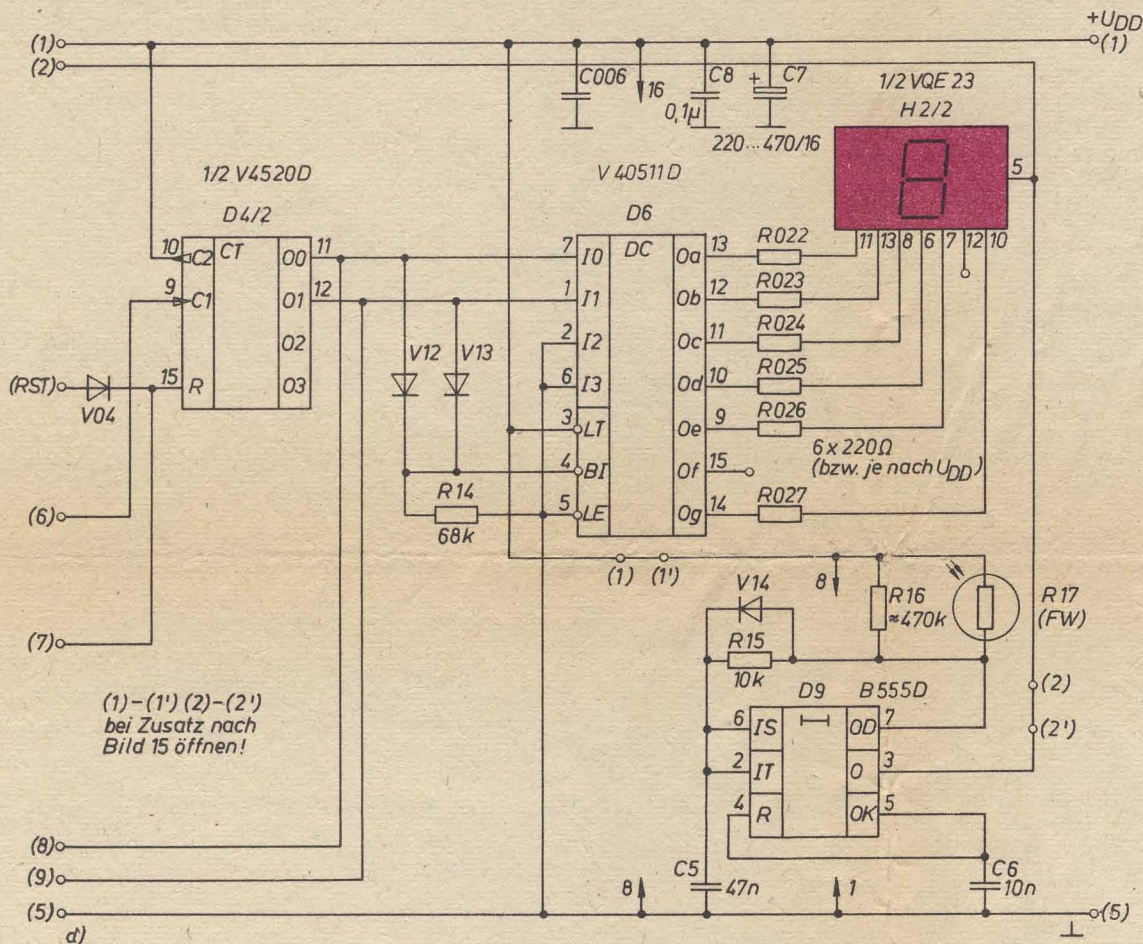 +U_DD
(1)
(1)
(2)
C006
16
C8
0,1µ
+
C7
220...470/16
1/2 VQE 23
H2/2
5
11
13
8
6
7
12
10
1/2 V4520D
D4/2
V 40511D
D6
10
C2
CT
O0
11
9
C1
O1
12
O2
O3
15
R
(RST)
V04
V12
V13
R14
68k
7
I0
DC
Oa
13
R022
1
I1
Ob
12
R023
2
I2
Oc
11
R024
6
I3
Od
10
R025
3
LT
Oe
9
R026
4
BI
Of
15
5
LE
Og
14
R027
6 x 220Ω
(bzw. je nach U_DD)
(6)
(1)
(1')
8
(7)
V14
R15
10k
R16
≈470k
R17
(FW)
(1)-(1') (2)-(2')
bei Zusatz nach
Bild 15 öffnen!
D9
B555D
6
IS
OD
7
2
IT
O
3
4
R
OK
5
(2)
(2')
(8)
(9)
(5)
C5
47n
8
1
C6
10n
(5)
d)